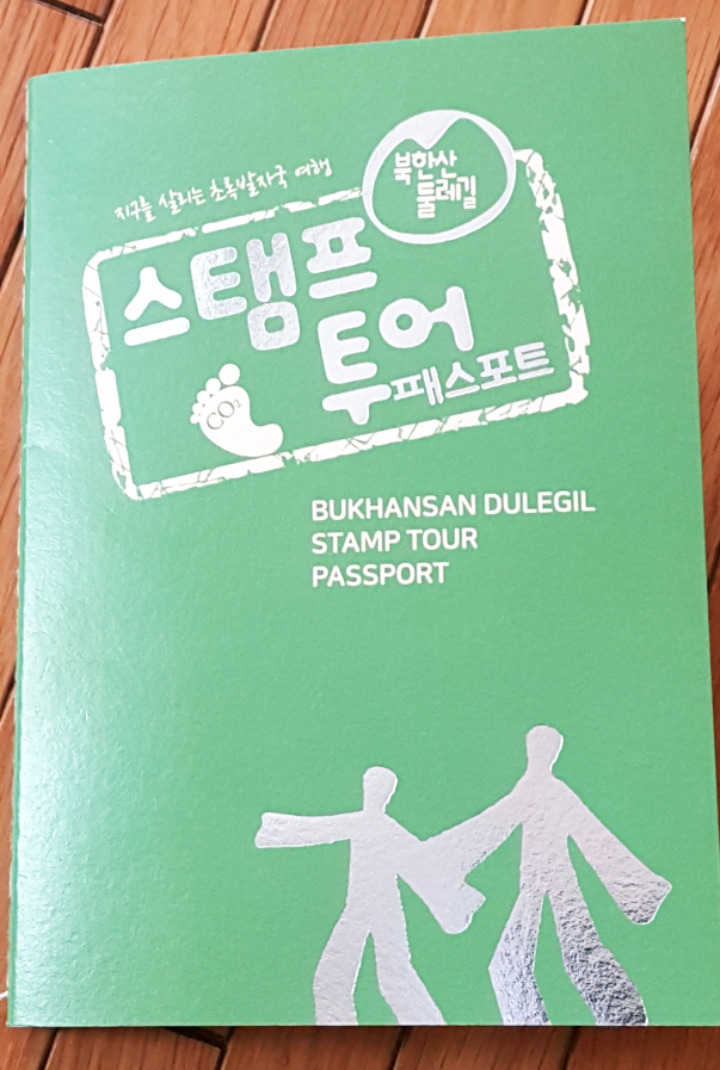 지구를 살리는 초록발자국 여행
북한산
둘레길
스탬프
투어패스포트
CO₂
BUKHANSAN DULEGIL
STAMP TOUR
PASSPORT